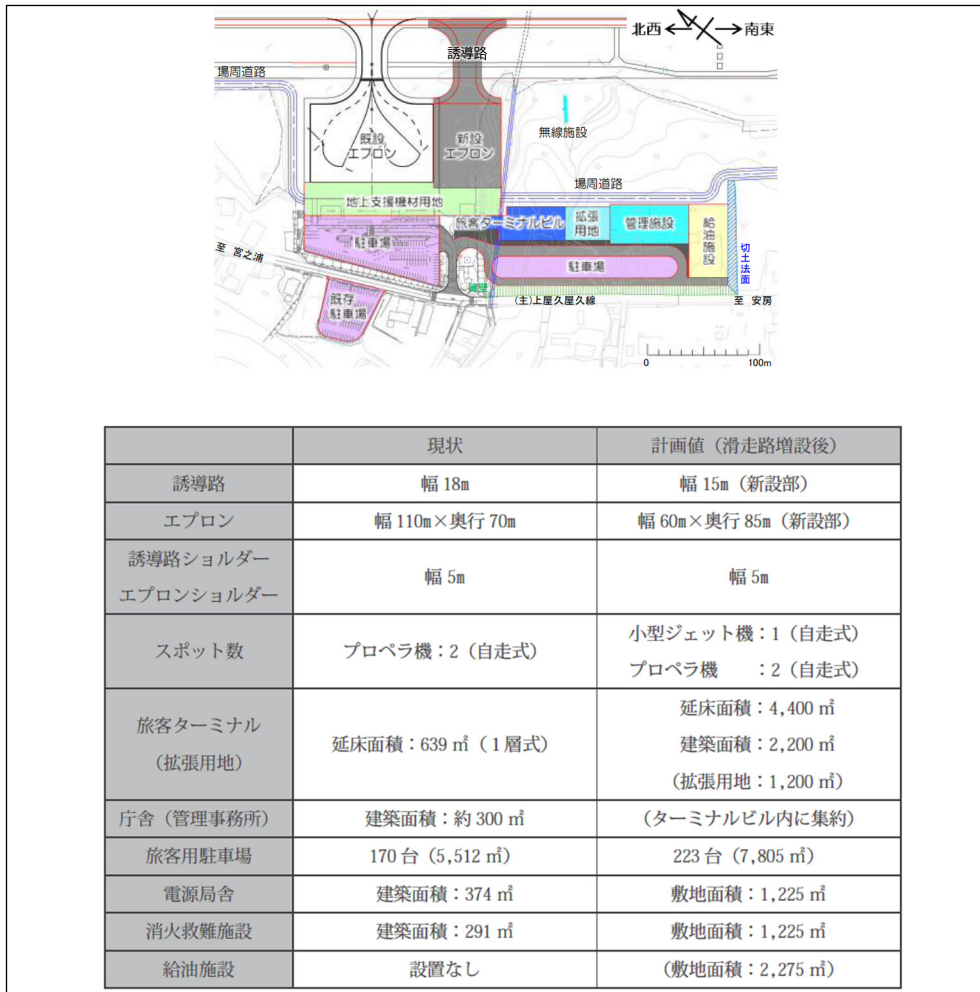 北西 南東
誘導路
場周道路
無線施設
既設
エプロン
新設
エプロン
場周道路
地上支援機材用地
旅客ターミナルビル
拡張
用地
管理施設
給油施設
駐車場
至 宮之浦
駐車場
切土法面
擁壁
(主)上屋久屋久線
至 安房
既存
駐車場
0 100m
現状 計画値（滑走路増設後）
誘導路 幅 18m 幅 15m（新設部）
エプロン 幅 110m×奥行 70m 幅 60m×奥行 85m（新設部）
誘導路ショルダー
エプロンショルダー
幅 5m 幅 5m
スポット数 プロペラ機：2（自走式）
小型ジェット機：1（自走式）
プロペラ機 ：2（自走式）
旅客ターミナル
（拡張用地）
延床面積：639 ㎡（１層式）
延床面積：4,400 ㎡
建築面積：2,200 ㎡
(拡張用地：1,200 ㎡)
庁舎（管理事務所） 建築面積：約 300 ㎡ (ターミナルビル内に集約)
旅客用駐車場 170 台（5,512 ㎡） 223 台（7,805 ㎡）
電源局舎 建築面積：374 ㎡ 敷地面積：1,225 ㎡
消火救難施設 建築面積：291 ㎡ 敷地面積：1,225 ㎡
給油施設 設置なし (敷地面積：2,275 ㎡)